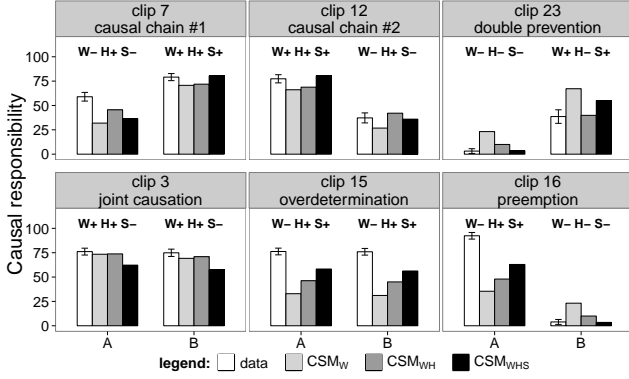 clip 7
causal chain #1
clip 12
causal chain #2
clip 23
double prevention
W− H+ S− W+ H+ S+
W+ H+ S+ W− H+ S−
W− H− S− W+ H− S+
100
75
50
25
0
clip 3
joint causation
clip 15
overdetermination
clip 16
preemption
W+ H+ S− W+ H+ S−
W− H+ S+ W− H+ S+
W− H+ S+ W− H− S−
100
75
50
25
0
Causal responsibility
A B
A B
A B
legend: data CSM_W CSM_WH CSM_WHS